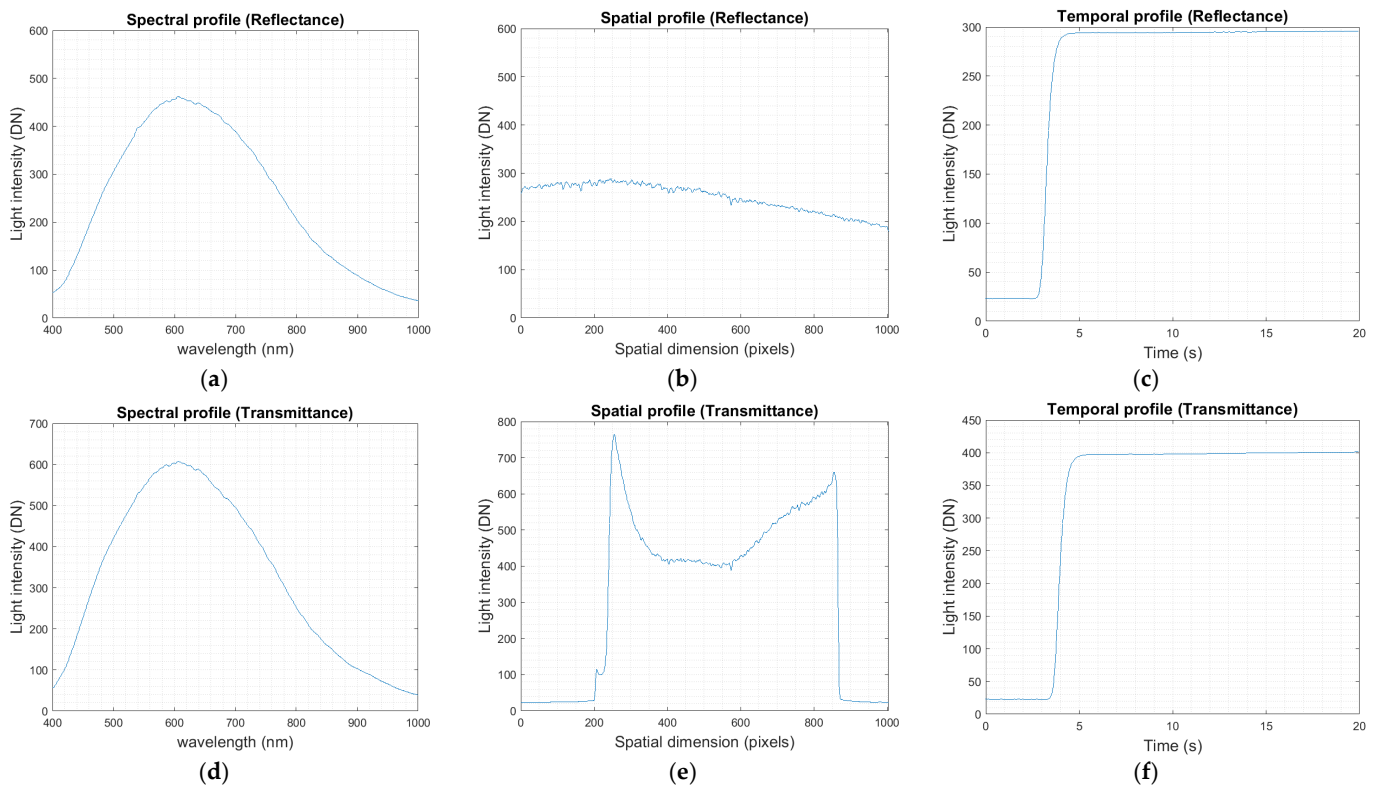 Spectral profile (Reflectance)
600
500
400
300
200
100
0
Light intensity (DN)
400 500 600 700 800 900 1000
wavelength (nm)
(a)
Spatial profile (Reflectance)
600
500
400
300
200
100
0
Light intensity (DN)
0 200 400 600 800 1000
Spatial dimension (pixels)
(b)
Temporal profile (Reflectance)
300
250
200
150
100
50
0
Light intensity (DN)
0 5 10 15 20
Time (s)
(c)
Spectral profile (Transmittance)
700
600
500
400
300
200
100
0
Light intensity (DN)
400 500 600 700 800 900 1000
wavelength (nm)
(d)
Spatial profile (Transmittance)
800
700
600
500
400
300
200
100
0
Light intensity (DN)
0 200 400 600 800 1000
Spatial dimension (pixels)
(e)
Temporal profile (Transmittance)
450
400
350
300
250
200
150
100
50
0
Light intensity (DN)
0 5 10 15 20
Time (s)
(f)